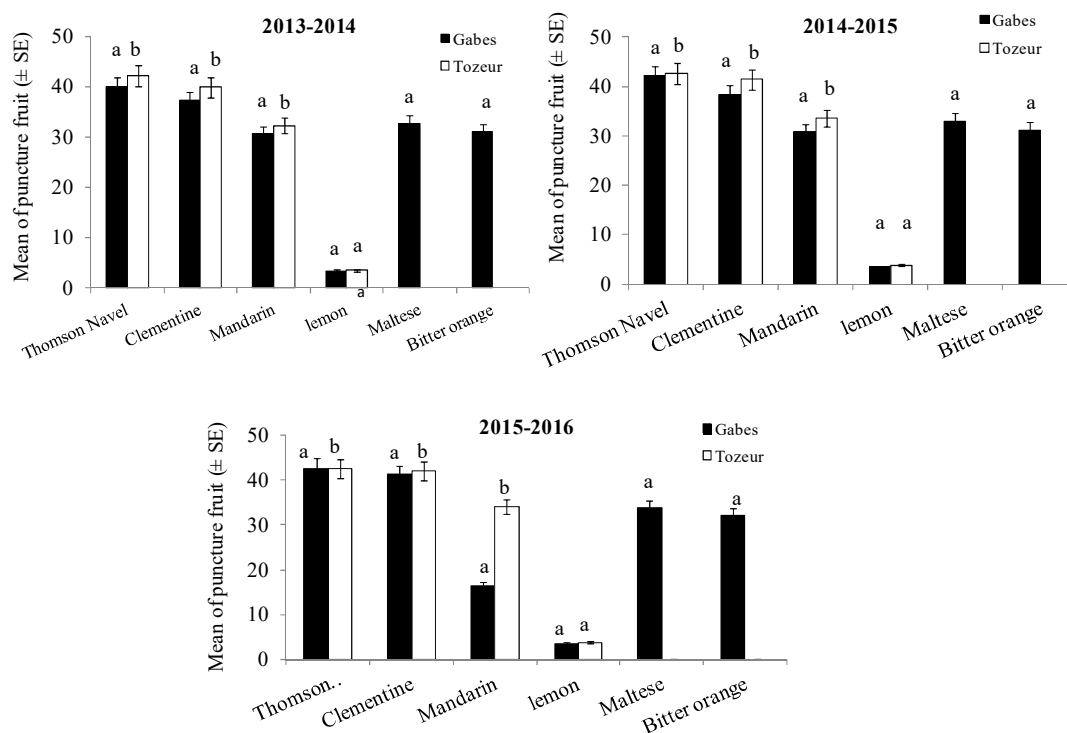 2013-2014
Gabes
Tozeur
Mean of puncture fruit (± SE)
50
40
30
20
10
0
a b
a b
a b
a a
a
a
a
Thomson Navel
Clementine
Mandarin
lemon
Maltese
Bitter orange
2014-2015
Gabes
Tozeur
Mean of puncture fruit (± SE)
50
40
30
20
10
0
a b
a b
a b
a a
a
a
Thomson Navel
Clementine
Mandarin
lemon
Maltese
Bitter orange
2015-2016
Gabes
Tozeur
Mean of puncture fruit (± SE)
50
40
30
20
10
0
a b
a b
a b
a a
a
a
Thomson..
Clementine
Mandarin
lemon
Maltese
Bitter orange